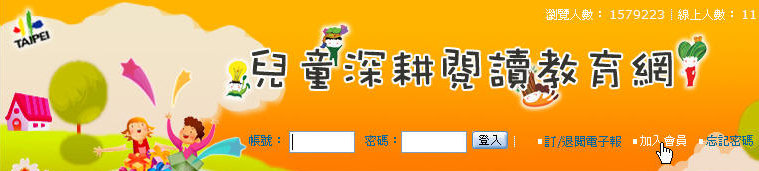 瀏覽人數：1579223 | 線上人數：11
TAIPEI
兒童深耕閱讀教育網
帳號： 密碼： 登入 | 訂/退閱電子報 加入會員 忘記密碼